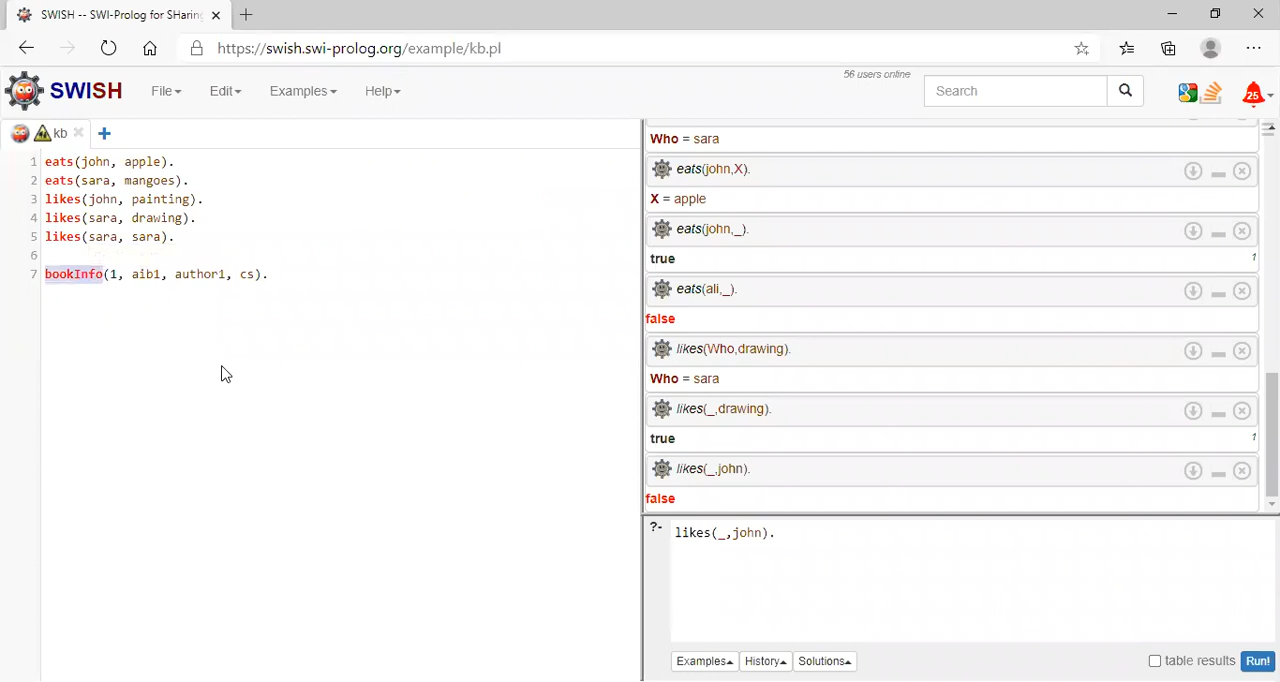 SWISH -- SWI-Prolog for SHaring
https://swish.swi-prolog.org/example/kb.pl
SWISH
File
Edit
Examples
Help
56 users online
Search
25
kb
1 eats(john, apple).
2 eats(sara, mangoes).
3 likes(john, painting).
4 likes(sara, drawing).
5 likes(sara, sara).
6
7 bookInfo(1, aib1, author1, cs).
Who = sara
eats(john,X).
X = apple
eats(john,_).
true
1
eats(ali,_).
false
likes(Who,drawing).
Who = sara
likes(_,drawing).
true
1
likes(_,john).
false
?- likes(_,john).
Examples
History
Solutions
table results
Run!